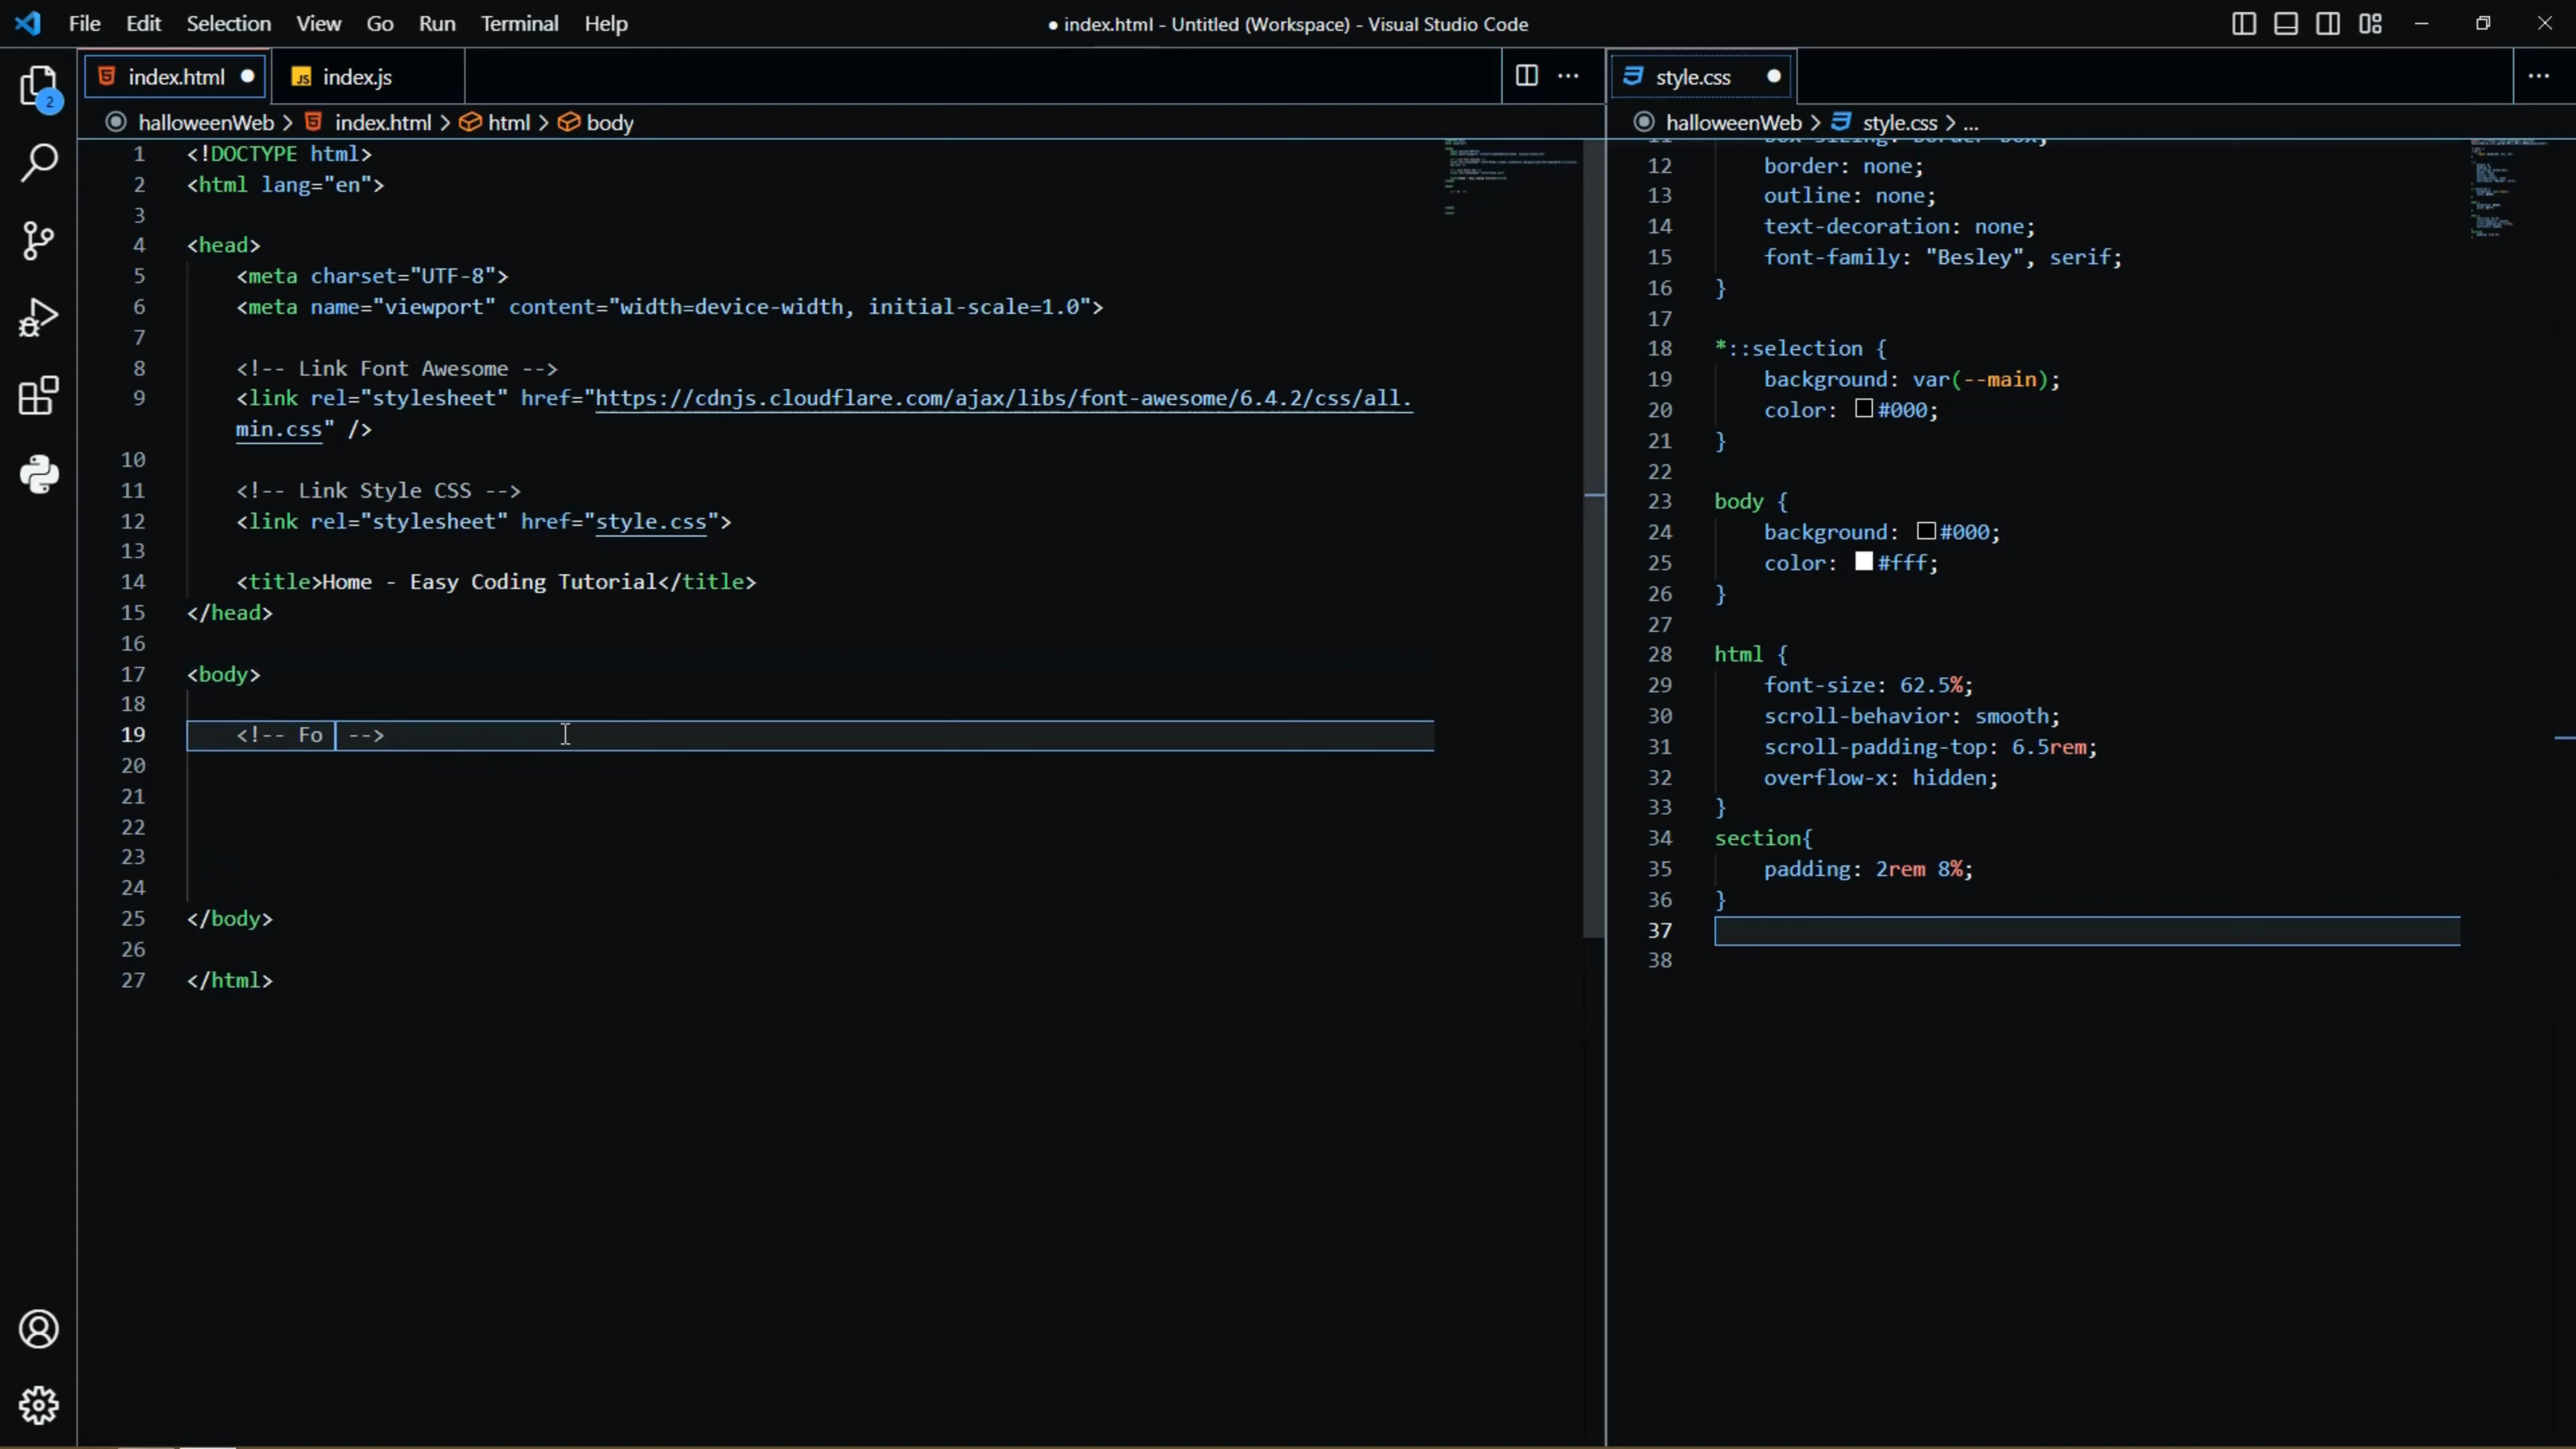 File Edit Selection View Go Run Terminal Help
● index.html - Untitled (Workspace) - Visual Studio Code
2
index.html
JS index.js
halloweenWeb > index.html > html > body
1 <!DOCTYPE html>
2 <html lang="en">
3
4 <head>
5 <meta charset="UTF-8">
6 <meta name="viewport" content="width=device-width, initial-scale=1.0">
7
8 <!-- Link Font Awesome -->
9 <link rel="stylesheet" href="https://cdnjs.cloudflare.com/ajax/libs/font-awesome/6.4.2/css/all.
min.css" />
10
11 <!-- Link Style CSS -->
12 <link rel="stylesheet" href="style.css">
13
14 <title>Home - Easy Coding Tutorial</title>
15 </head>
16
17 <body>
18
19 <!-- Fo  -->
20
21
22
23
24
25 </body>
26
27 </html>
style.css
halloweenWeb > style.css > ...
11 box-sizing: border-box;
12 border: none;
13 outline: none;
14 text-decoration: none;
15 font-family: "Besley", serif;
16 }
17
18 *::selection {
19 background: var(--main);
20 color: #000;
21 }
22
23 body {
24 background: #000;
25 color: #fff;
26 }
27
28 html {
29 font-size: 62.5%;
30 scroll-behavior: smooth;
31 scroll-padding-top: 6.5rem;
32 overflow-x: hidden;
33 }
34 section{
35 padding: 2rem 8%;
36 }
37
38